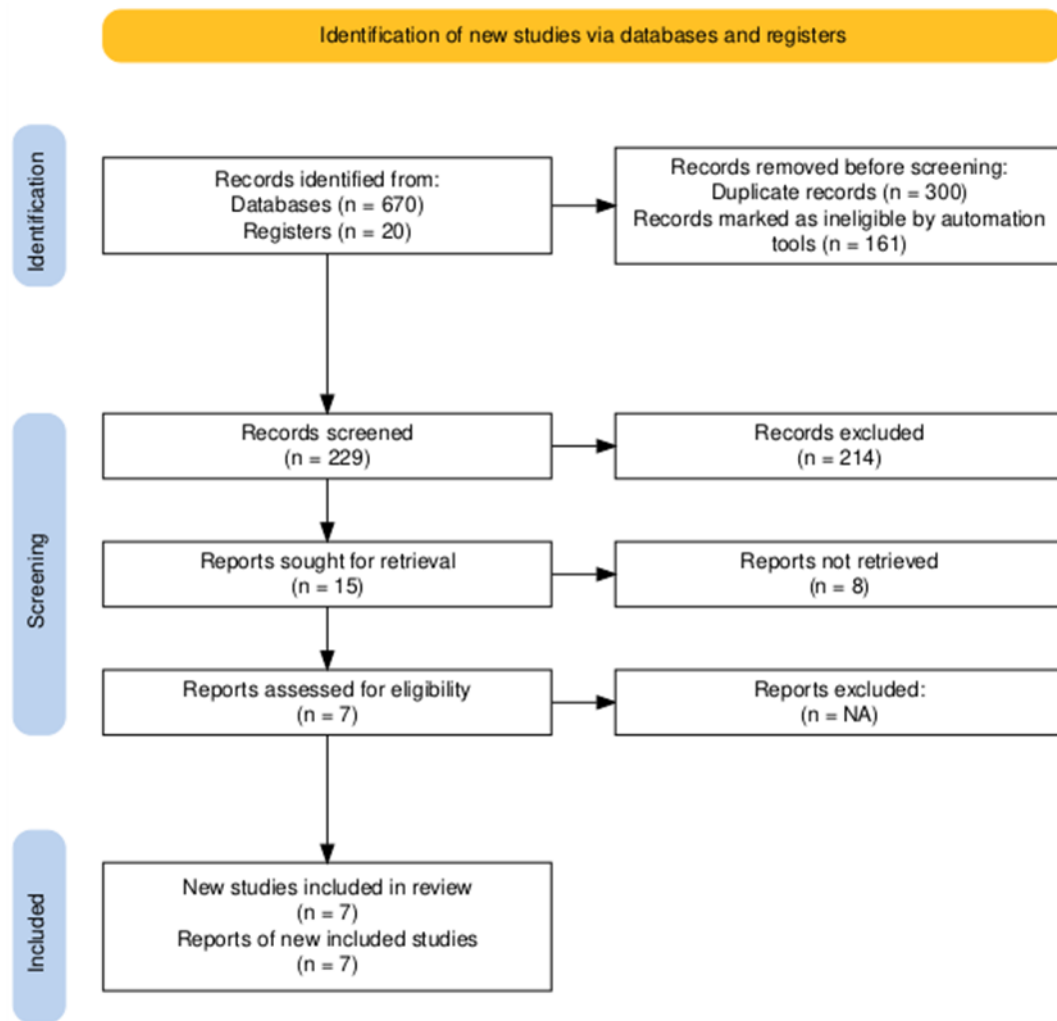 Identification of new studies via databases and registers
Identification
Records identified from:
Databases (n = 670)
Registers (n = 20)
Records removed before screening:
Duplicate records (n = 300)
Records marked as ineligible by automation
tools (n = 161)
Screening
Records screened
(n = 229)
Records excluded
(n = 214)
Reports sought for retrieval
(n = 15)
Reports not retrieved
(n = 8)
Reports assessed for eligibility
(n = 7)
Reports excluded:
(n = NA)
Included
New studies included in review
(n = 7)
Reports of new included studies
(n = 7)